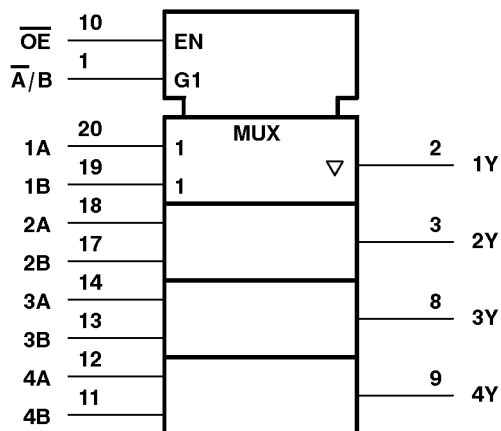 O̅E̅ 10 EN
A̅/B 1 G1
MUX
1A 20 1 2 1Y
1B 19 1
2A 18 3 2Y
2B 17
3A 14 8 3Y
3B 13
4A 12 9 4Y
4B 11